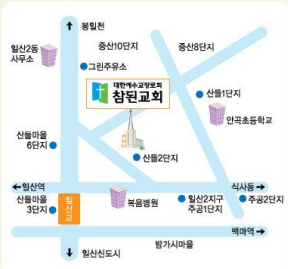 봉일천
일산2동
사무소
중산10단지
중산8단지
그린주유소
대한예수교장로회
참된교회
산들1단지
안곡초등학교
산들마을
6단지
산들2단지
일산역
식사동
산들마을
3단지
일산교
복음병원
일산2지구
주공1단지
주공2단지
백마역
밤가시마을
일산신도시